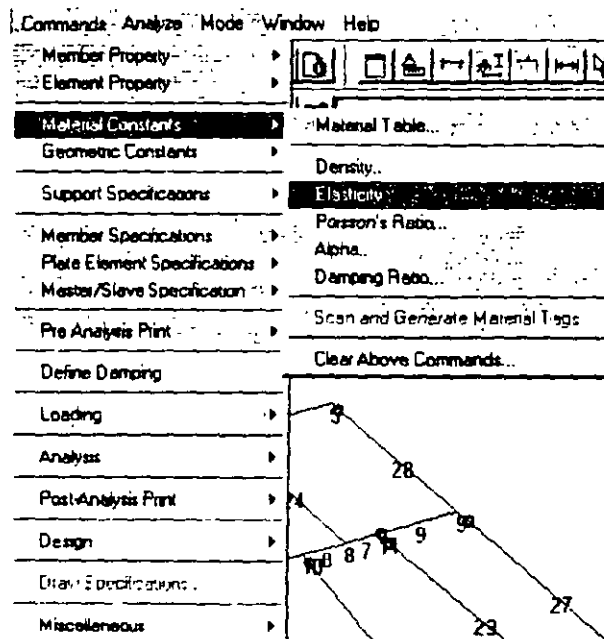 Commands Analyze Mode Window Help
Member Property
Element Property
Material Constants
Geometric Constants
Support Specifications
Member Specifications
Plate Element Specifications
Master/Slave Specification
Pre Analysis Print
Define Damping
Loading
Analysis
Post-Analysis Print
Design
Draw Specifications...
Miscellaneous
Material Table...
Density..
Elasticity
Poisson's Ratio...
Alpha..
Damping Ratio...
Scan and Generate Material Tags
Clear Above Commands...
28
9
8 7
27
23